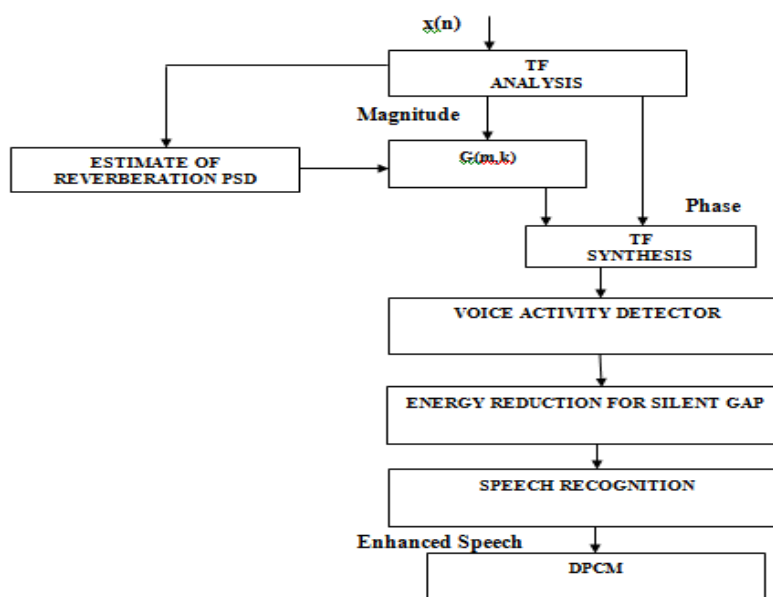 x(n)
TF
ANALYSIS
Magnitude
ESTIMATE OF
REVERBERATION PSD
G(m,k)
Phase
TF
SYNTHESIS
VOICE ACTIVITY DETECTOR
ENERGY REDUCTION FOR SILENT GAP
SPEECH RECOGNITION
Enhanced Speech
DPCM